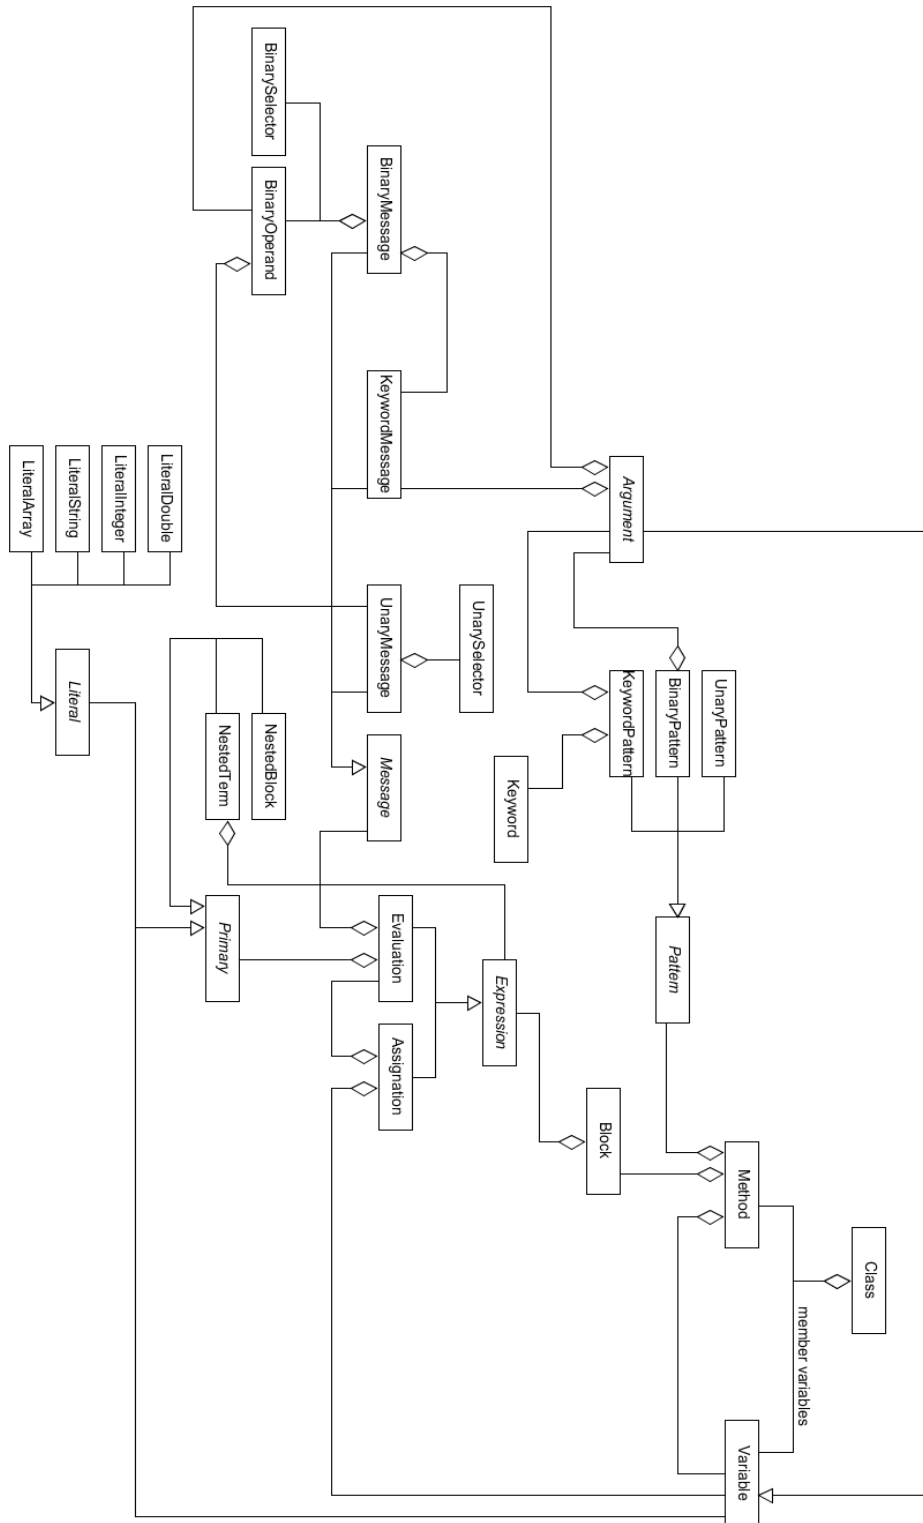 Class
member variables
Method
Variable
UnaryPattern
BinaryPattern
Pattern
Argument
KeywordPattern
Block
Keyword
Expression
UnarySelector
BinaryMessage
KeywordMessage
UnaryMessage
Message
Evaluation
Assignation
BinarySelector
BinaryOperand
NestedBlock
NestedTerm
Primary
LiteralDouble
LiteralInteger
LiteralString
LiteralArray
Literal